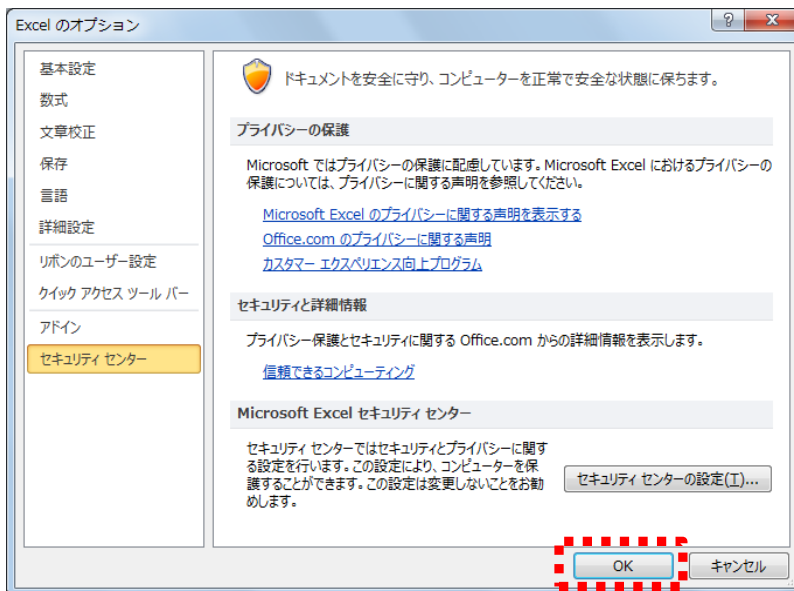 Excel のオプション
基本設定
数式
文章校正
保存
言語
詳細設定
リボンのユーザー設定
クイック アクセス ツール バー
アドイン
セキュリティ センター
ドキュメントを安全に守り、コンピューターを正常で安全な状態に保ちます。
プライバシーの保護
Microsoft ではプライバシーの保護に配慮しています。Microsoft Excel におけるプライバシーの
保護については、プライバシーに関する声明を参照してください。
Microsoft Excel のプライバシーに関する声明を表示する
Office.com のプライバシーに関する声明
カスタマー エクスペリエンス向上プログラム
セキュリティと詳細情報
プライバシー保護とセキュリティに関する Office.com からの詳細情報を表示します。
信頼できるコンピューティング
Microsoft Excel セキュリティ センター
セキュリティ センターではセキュリティとプライバシーに関す
る設定を行います。この設定により、コンピューターを保
護することができます。この設定は変更しないことをお勧
めします。
セキュリティ センターの設定(T)...
OK
キャンセル